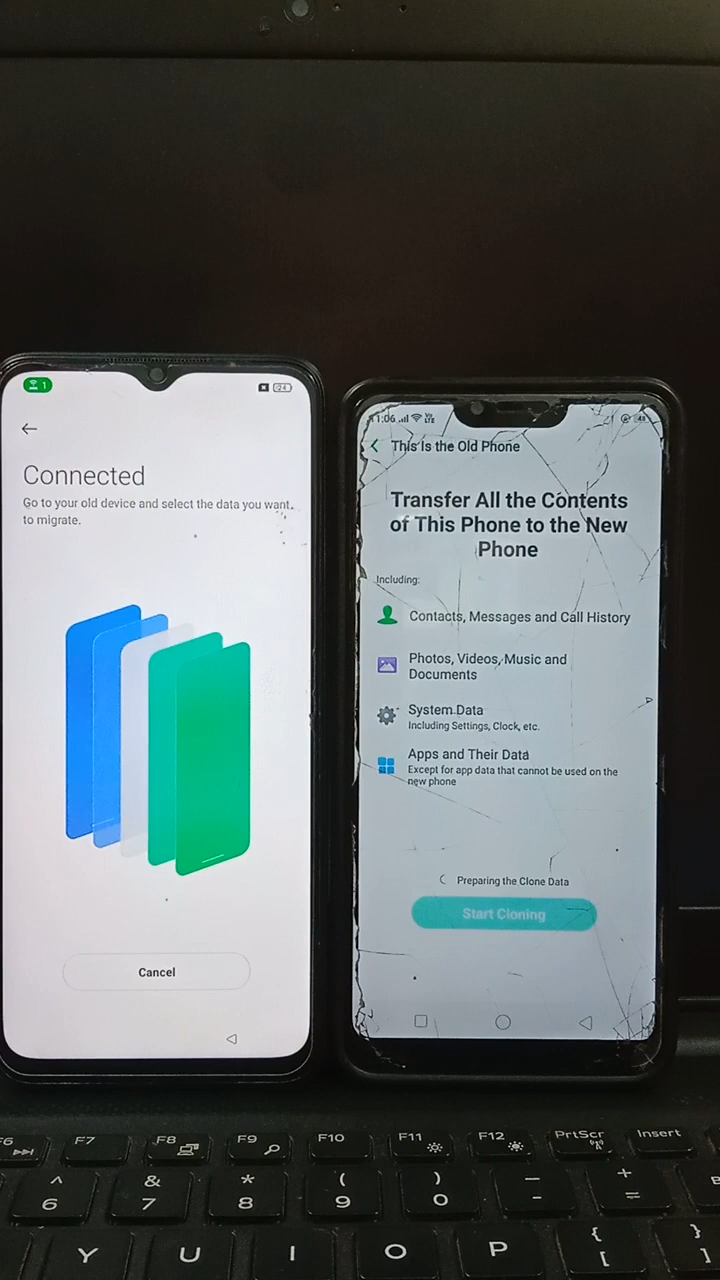 1
24
Connected
Go to your old device and select the data you want
to migrate.
Cancel
1:06
Vo
LTE
This Is the Old Phone
Transfer All the Contents
of This Phone to the New
Phone
Including:
Contacts, Messages and Call History
Photos, Videos, Music and
Documents
System Data
Including Settings, Clock, etc.
Apps and Their Data
Except for app data that cannot be used on the
new phone
Preparing the Clone Data
Start Cloning
F6 F7 F8 F9 F10 F11 F12 PrtScr Insert
^ & * ( ) — +
6 7 8 9 0 - =
{ }
Y U I O P [ ]